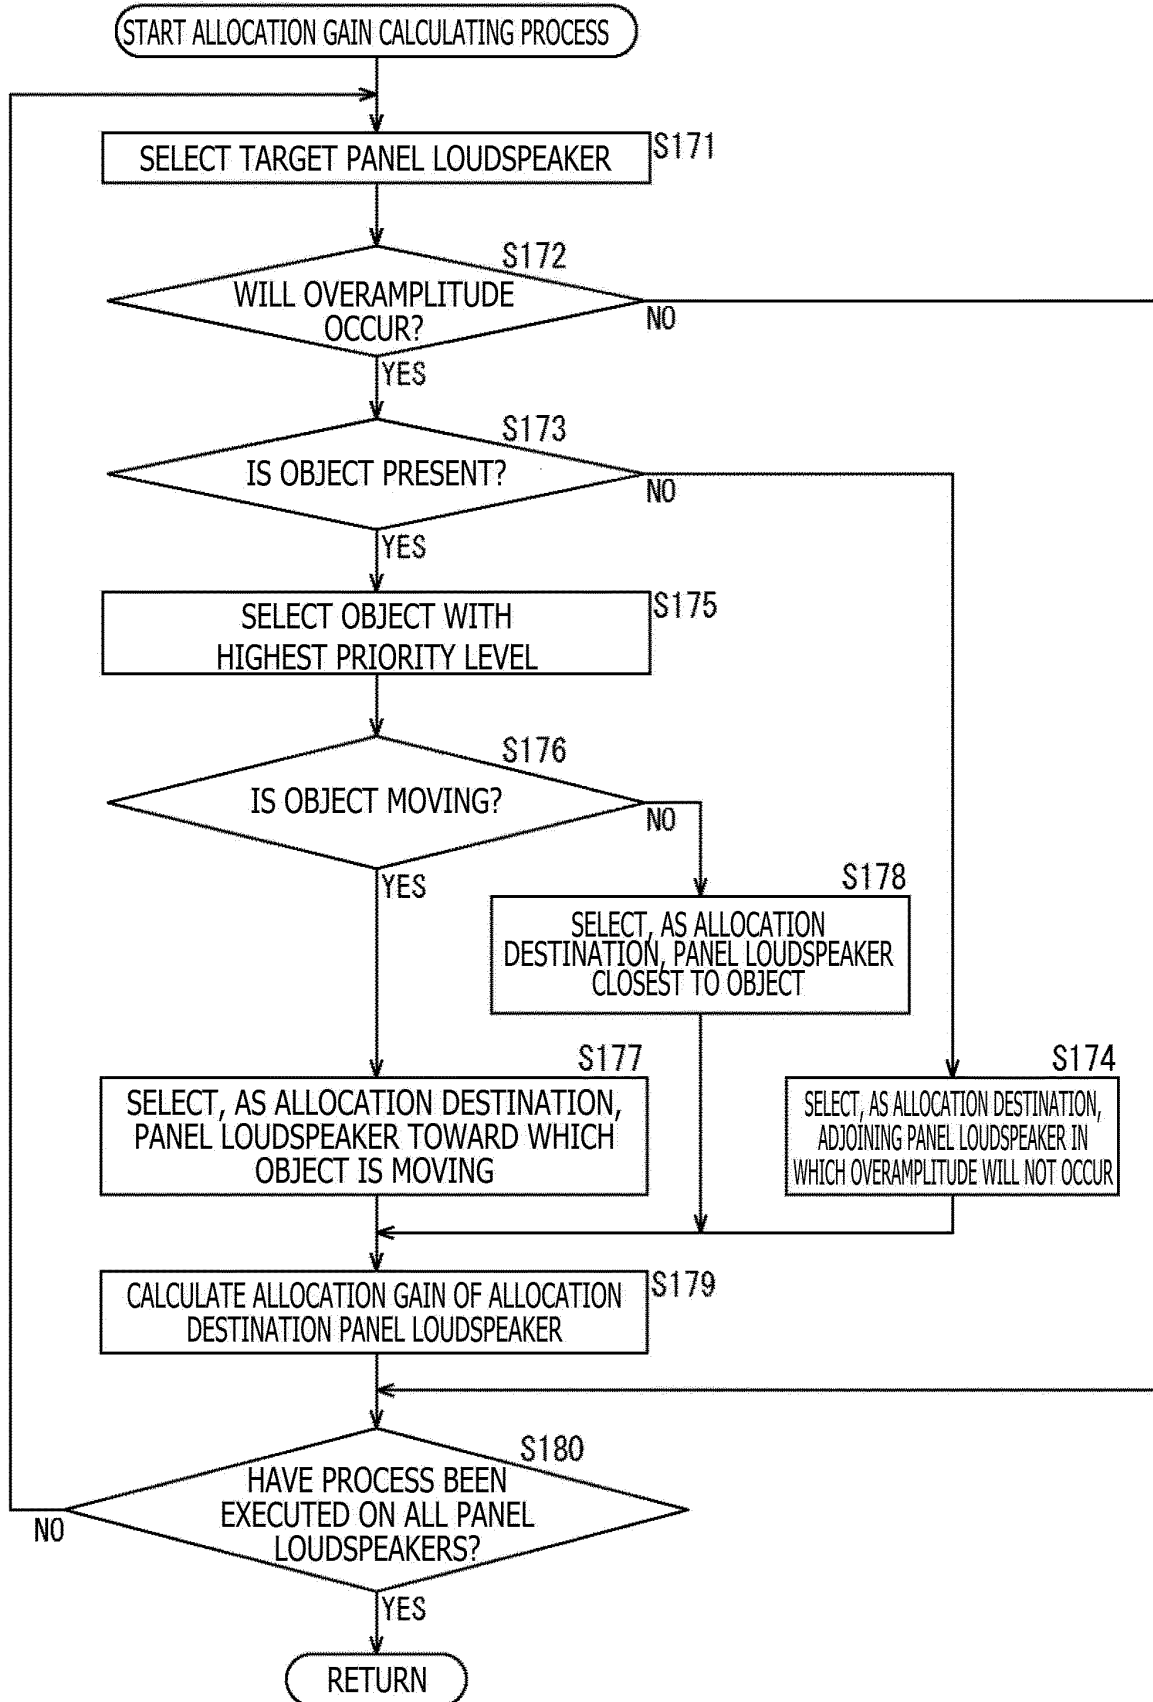 START ALLOCATION GAIN CALCULATING PROCESS
S171
SELECT TARGET PANEL LOUDSPEAKER
S172
WILL OVERAMPLITUDE
OCCUR?
NO
YES
S173
IS OBJECT PRESENT?
NO
YES
S175
SELECT OBJECT WITH
HIGHEST PRIORITY LEVEL
S176
IS OBJECT MOVING?
NO
YES
S178
SELECT, AS ALLOCATION
DESTINATION, PANEL LOUDSPEAKER
CLOSEST TO OBJECT
S177
SELECT, AS ALLOCATION DESTINATION,
PANEL LOUDSPEAKER TOWARD WHICH
OBJECT IS MOVING
S174
SELECT, AS ALLOCATION DESTINATION,
ADJOINING PANEL LOUDSPEAKER IN
WHICH OVERAMPLITUDE WILL NOT OCCUR
S179
CALCULATE ALLOCATION GAIN OF ALLOCATION
DESTINATION PANEL LOUDSPEAKER
S180
HAVE PROCESS BEEN
EXECUTED ON ALL PANEL
LOUDSPEAKERS?
NO
YES
RETURN